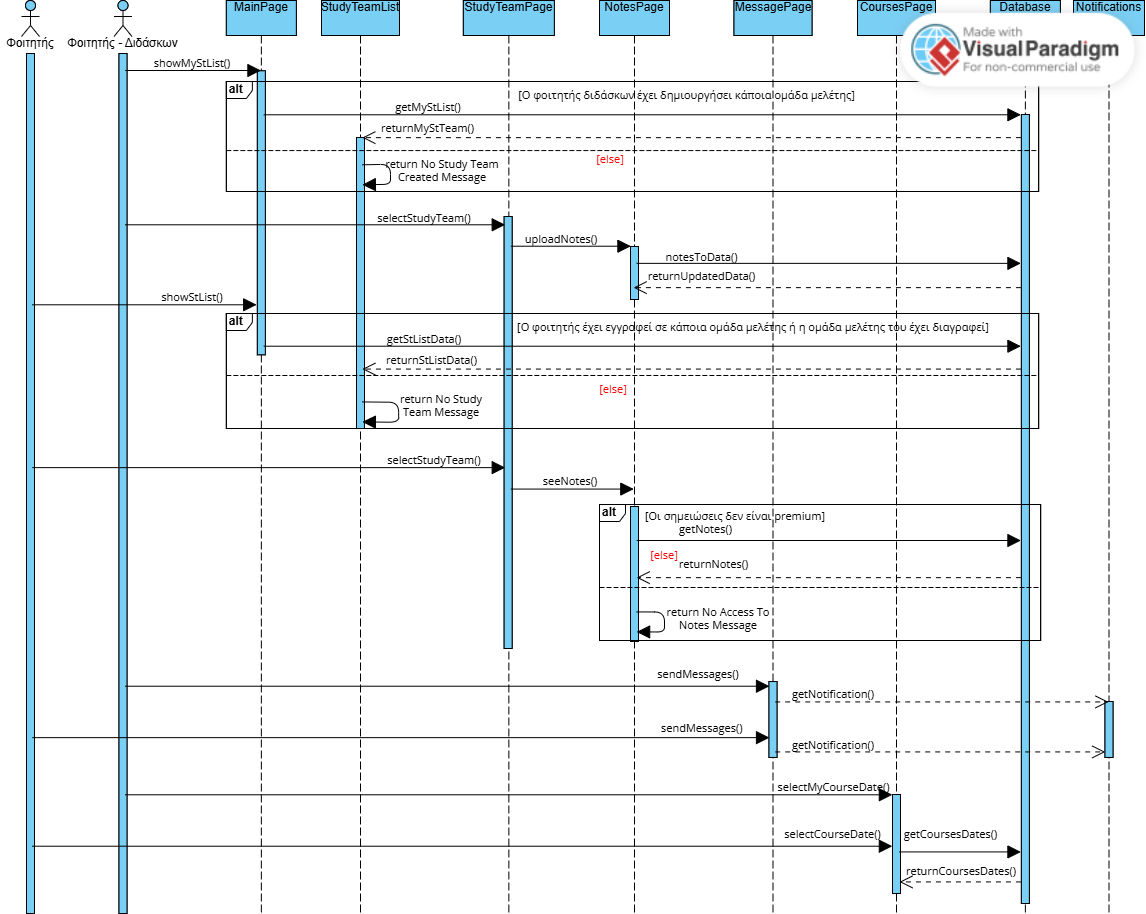 MainPage
StudyTeamList
StudyTeamPage
NotesPage
MessagePage
CoursesPage
Database
Notifications
Made with
VisualParadigm
For non-commercial use
Φοιτητής
Φοιτητής - Διδάσκων
showMyStList()
alt
[Ο φοιτητής διδάσκων έχει δημιουργήσει κάποια ομάδα μελέτης]
getMyStList()
returnMyStTeam()
[else]
return No Study Team
Created Message
selectStudyTeam()
uploadNotes()
notesToData()
returnUpdatedData()
showStList()
alt
[Ο φοιτητής έχει εγγραφεί σε κάποια ομάδα μελέτης ή η ομάδα μελέτης του έχει διαγραφεί]
getStListData()
returnStListData()
[else]
return No Study
Team Message
selectStudyTeam()
seeNotes()
alt
[Οι σημειώσεις δεν είναι premium]
getNotes()
[else]
returnNotes()
return No Access To
Notes Message
sendMessages()
getNotification()
sendMessages()
getNotification()
selectMyCourseDate()
selectCourseDate()
getCoursesDates()
returnCoursesDates()